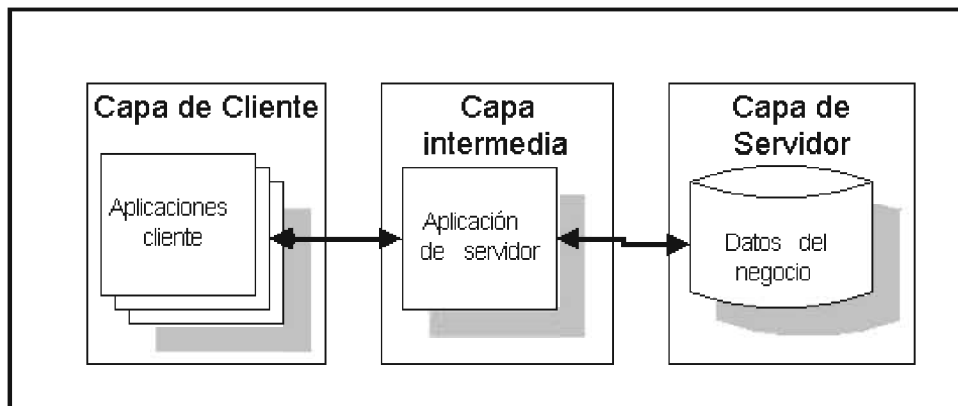 Capa de Cliente
Aplicaciones
cliente
Capa
intermedia
Aplicación
de servidor
Capa de
Servidor
Datos del
negocio